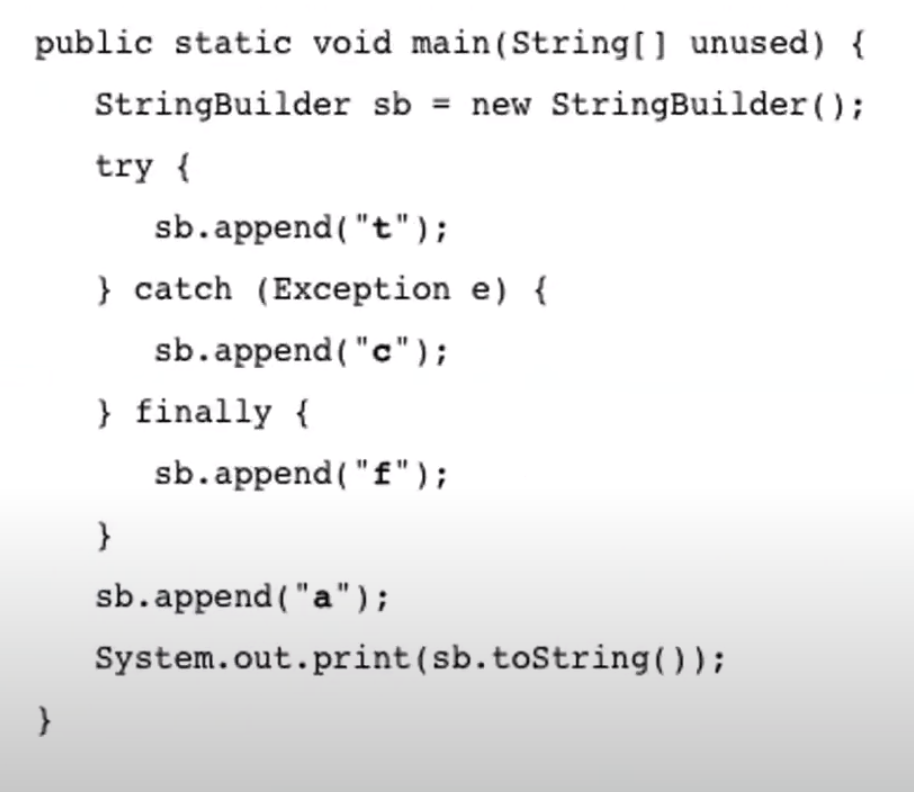 public static void main(String[] unused) {
StringBuilder sb = new StringBuilder();
try {
sb.append("t");
} catch (Exception e) {
sb.append("c");
} finally {
sb.append("f");
}
sb.append("a");
System.out.print(sb.toString());
}